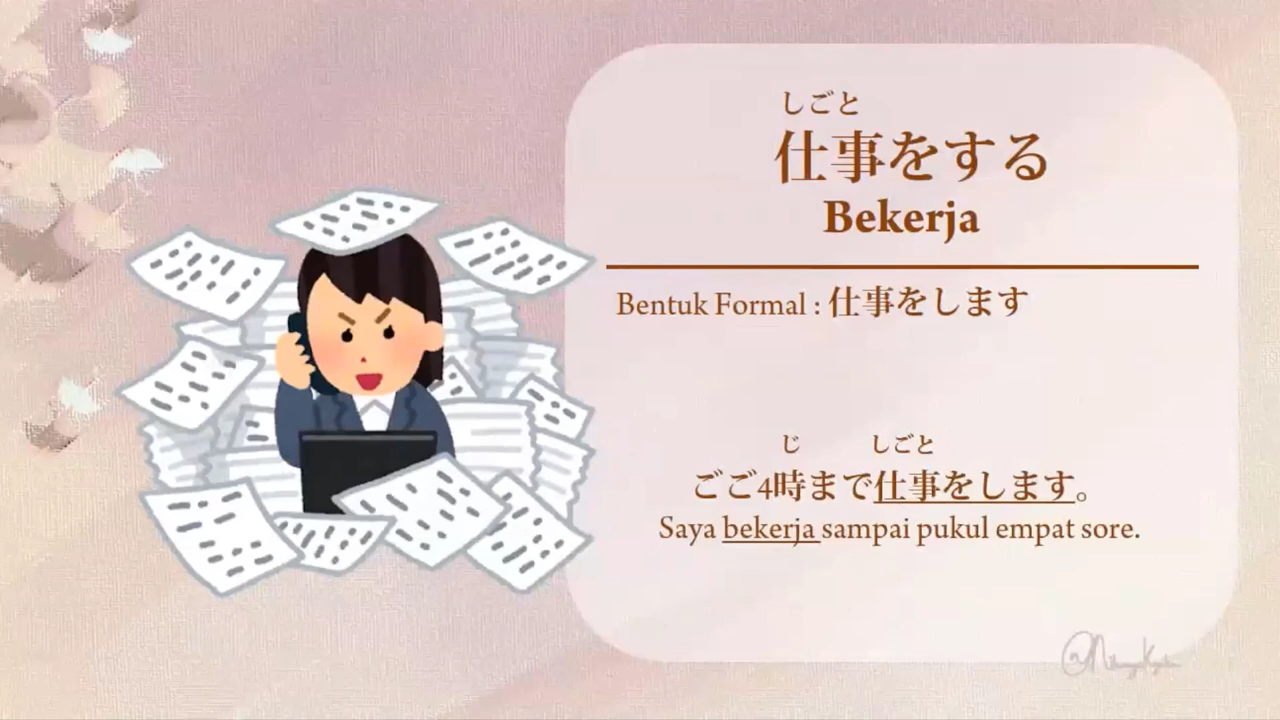 しごと
仕事をする
Bekerja
Bentuk Formal : 仕事をします
じ しごと
ごご4時まで仕事をします。
Saya bekerja sampai pukul empat sore.